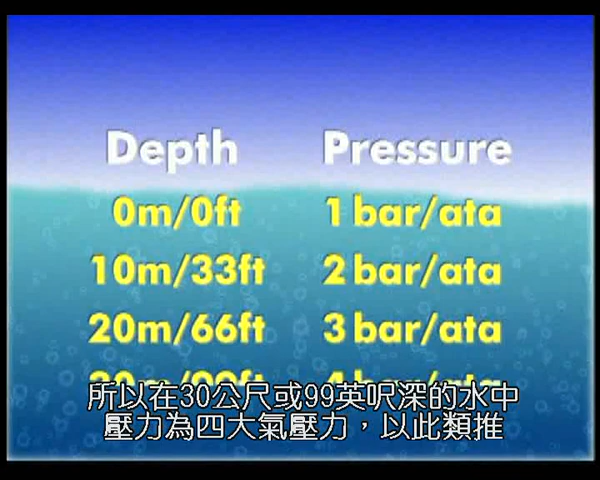 Depth Pressure
0m/0ft 1 bar/ata
10m/33ft 2 bar/ata
20m/66ft 3 bar/ata
所以在30公尺或99英呎深的水中
壓力為四大氣壓力，以此類推